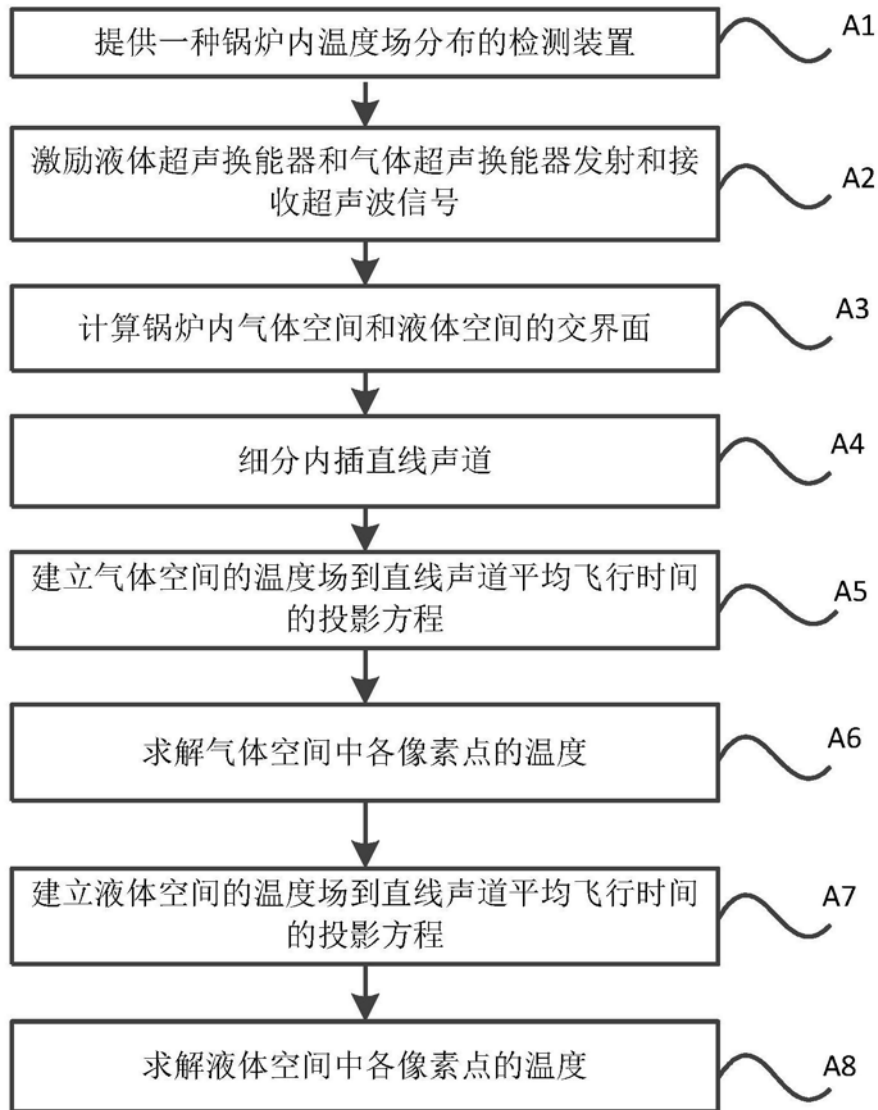 提供一种锅炉内温度场分布的检测装置
A1
激励液体超声换能器和气体超声换能器发射和接
收超声波信号
A2
计算锅炉内气体空间和液体空间的交界面
A3
细分内插直线声道
A4
建立气体空间的温度场到直线声道平均飞行时间
的投影方程
A5
求解气体空间中各像素点的温度
A6
建立液体空间的温度场到直线声道平均飞行时间
的投影方程
A7
求解液体空间中各像素点的温度
A8